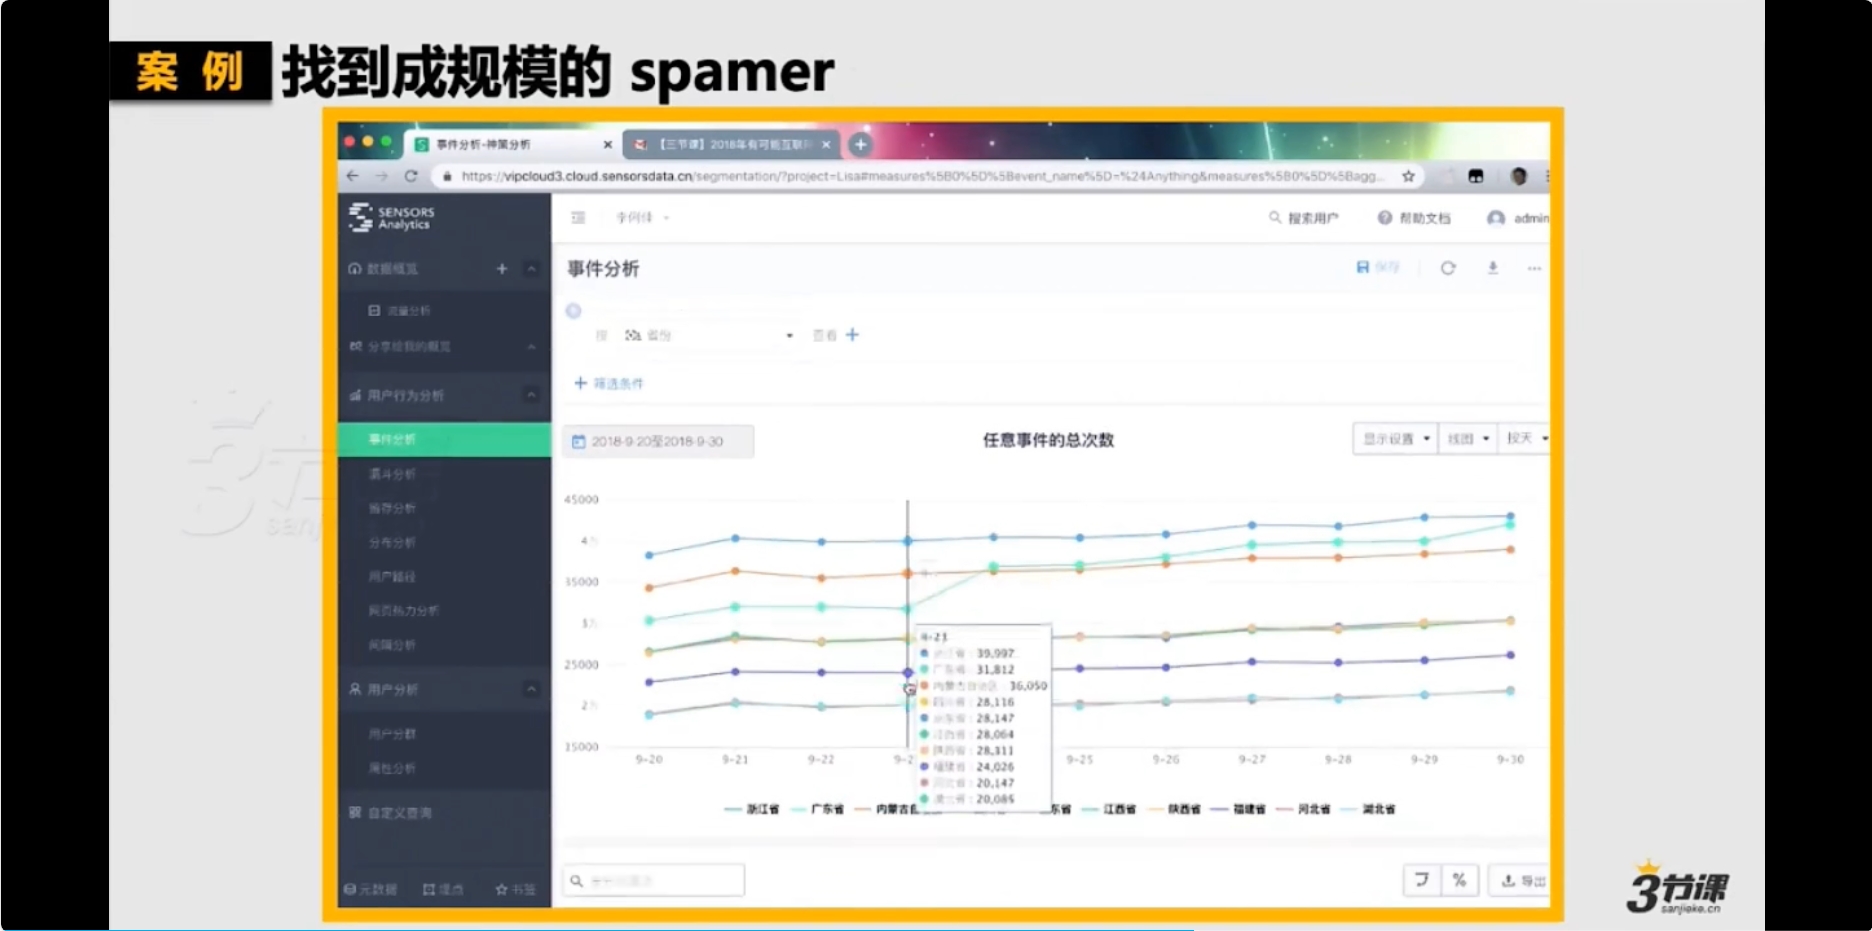 案 例 找到成规模的 spamer
事件分析-神策分析
【三节课】2018年有可能互联
https://vipcloud3.cloud.sensorsdata.cn/segmentation/?project=Lisa#measures%5B0%5D%5Bevent_name%5D=%24Anything&measures%5B0%5D%5Bagg...
SENSORS
Analytics
搜索用户
帮助文档
admin
数据概览
流量分析
分享给我的概览
用户行为分析
事件分析
漏斗分析
留存分析
分布分析
用户路径
网页热力分析
间隔分析
用户分析
用户分群
属性分析
自定义查询
元数据 埋点 书签
事件分析
保存
按 省份 查看
筛选条件
2018-9-20至2018-9-30
任意事件的总次数
显示设置 线图 按天
45000
35000
25000
15000
9-20 9-21 9-22 9-2 9-25 9-26 9-27 9-28 9-29 9-30
浙江省：39,997
广东省：31,812
内蒙古自治区：36,050
四川省：28,116
山东省：28,147
江西省：28,064
陕西省：28,311
福建省：24,026
河北省：20,147
湖北省：20,085
浙江省 广东省 内蒙古自 东省 江西省 陕西省 福建省 河北省 湖北省
% 导出
3节课
sanjieke.cn